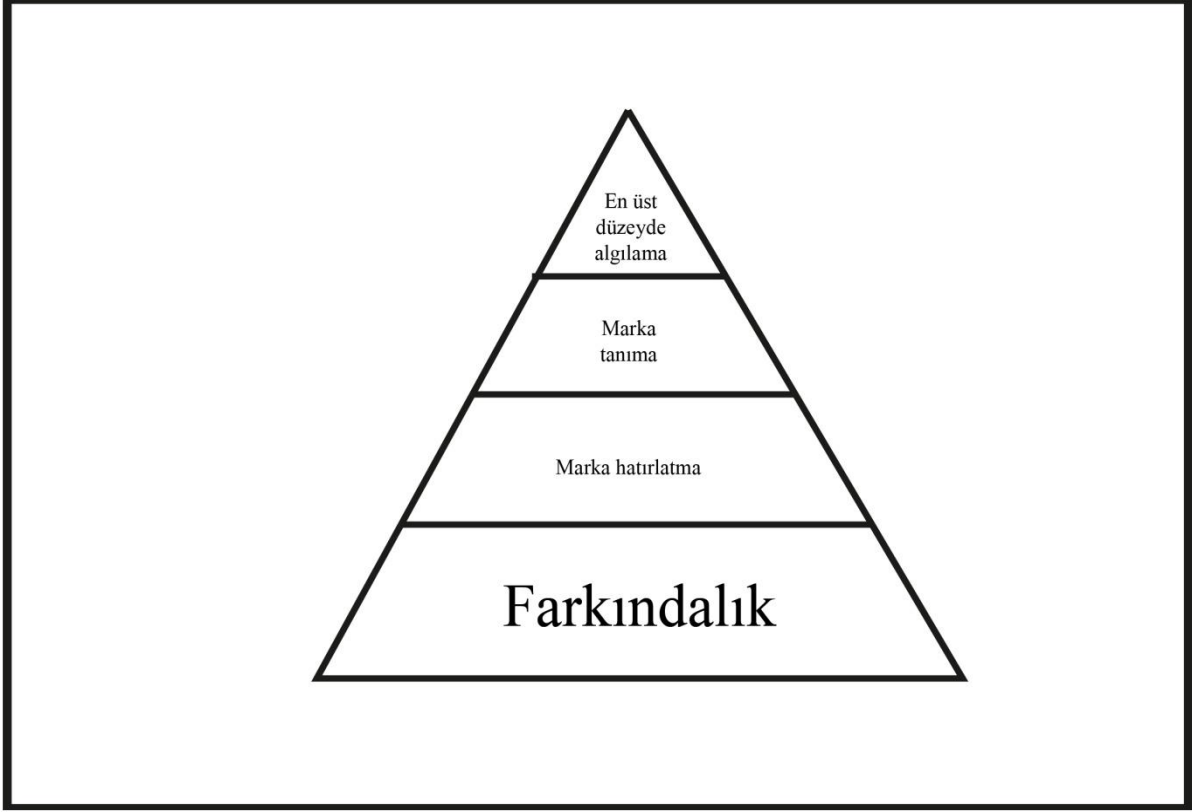 En üst
düzeyde
algılama
Marka
tanıma
Marka hatırlatma
Farkındalık